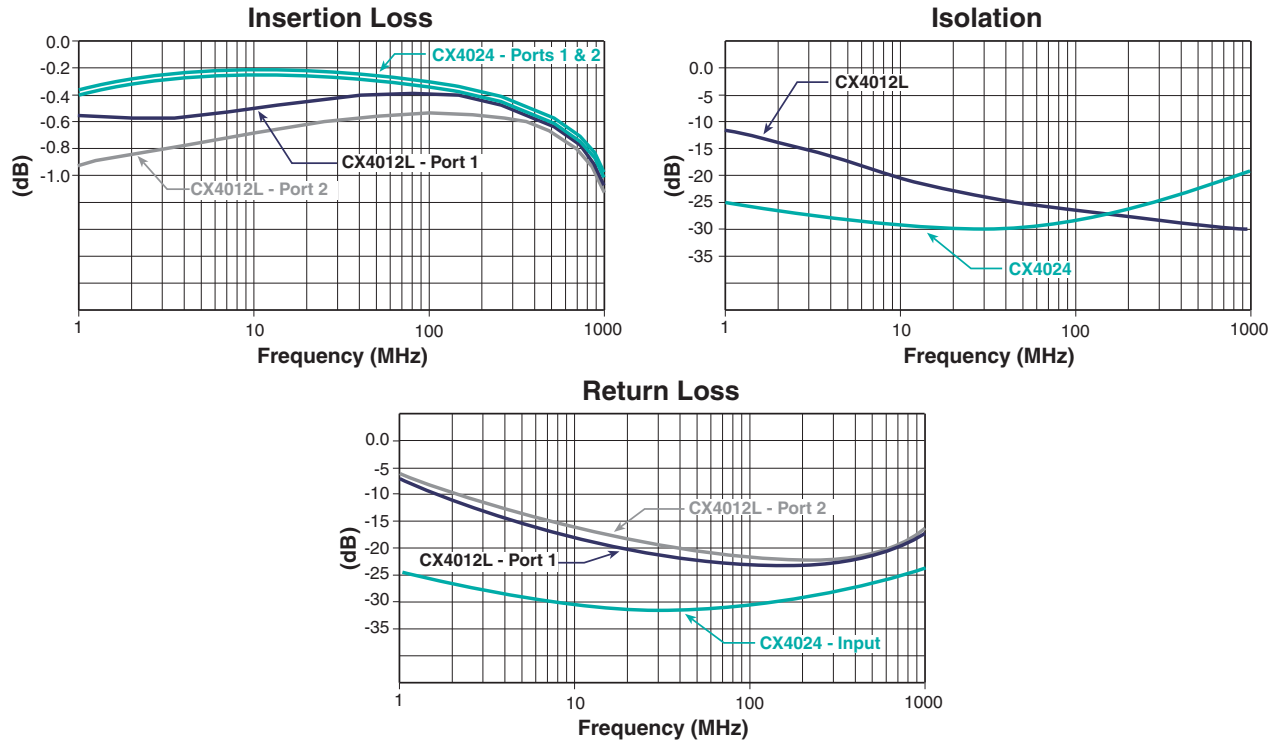 Insertion Loss
0.0
-0.2
-0.4
-0.6
-0.8
-1.0
(dB)
CX4024 - Ports 1 & 2
CX4012L - Port 1
CX4012L - Port 2
1
10
100
1000
Frequency (MHz)
Isolation
0.0
-5
-10
-15
-20
-25
-30
-35
(dB)
CX4012L
CX4024
1
10
100
1000
Frequency (MHz)
Return Loss
0.0
-5
-10
-15
-20
-25
-30
-35
(dB)
CX4012L - Port 2
CX4012L - Port 1
CX4024 - Input
1
10
100
1000
Frequency (MHz)